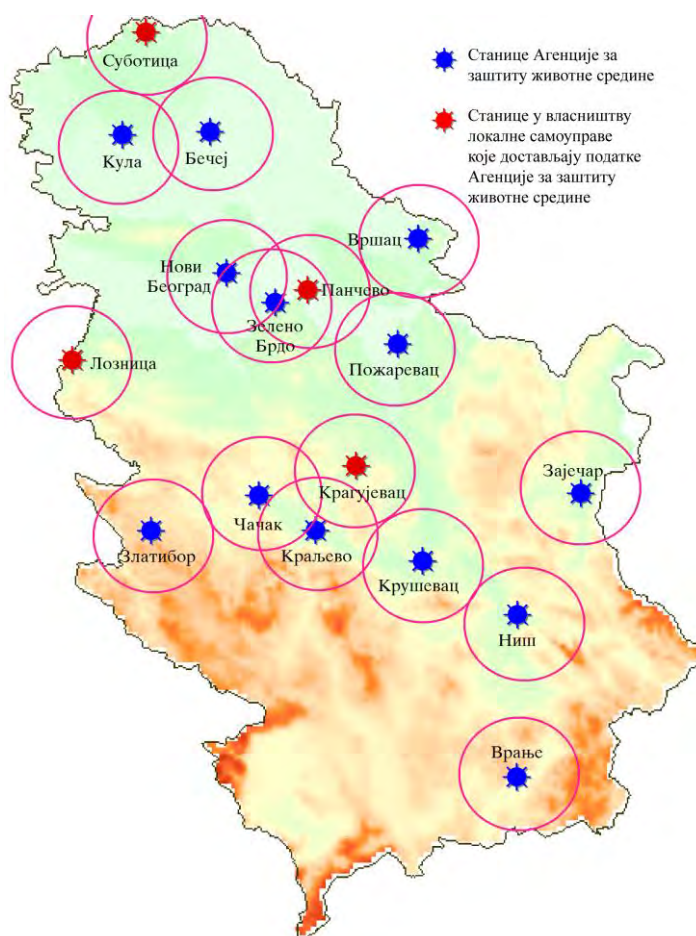 Суботица
Станице Агенције за
заштиту животне средине
Станице у власништву
локалне самоуправе
које достављају податке
Агенције за заштиту
животне средине
Кула
Бечеј
Вршац
Нови
Београд
Панчево
Зелено
Брдо
Лозница
Пожаревац
Зајечар
Крагујевац
Чачак
Златибор
Краљево
Крушевац
Ниш
Врање